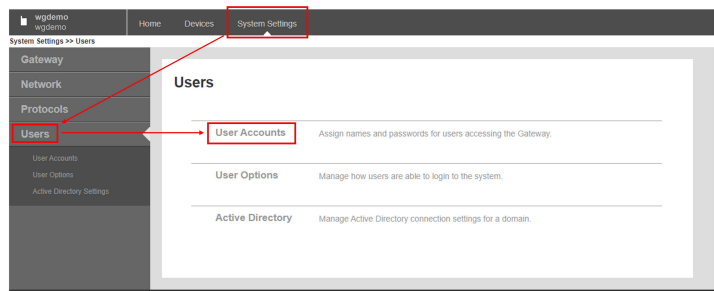 wgdemo
wgdemo
Home Devices System Settings
System Settings >> Users
Gateway
Network
Protocols
Users
User Accounts
User Options
Active Directory Settings
Users
User Accounts Assign names and passwords for users accessing the Gateway.
User Options Manage how users are able to login to the system.
Active Directory Manage Active Directory connection settings for a domain.